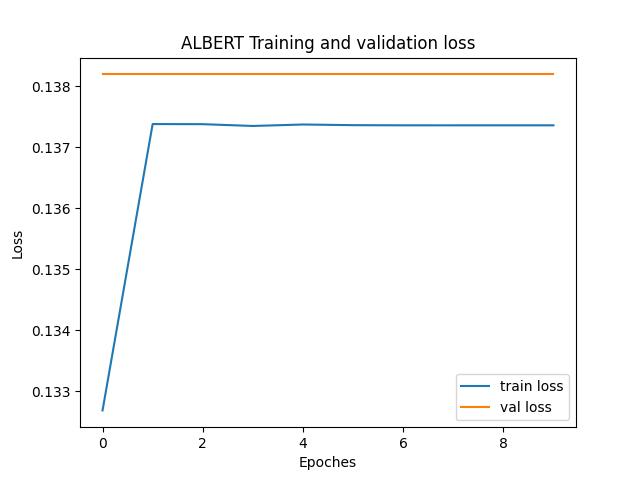 ALBERT Training and validation loss
0.138
0.137
0.136
0.135
0.134
0.133
Loss
train loss
val loss
0 2 4 6 8
Epoches